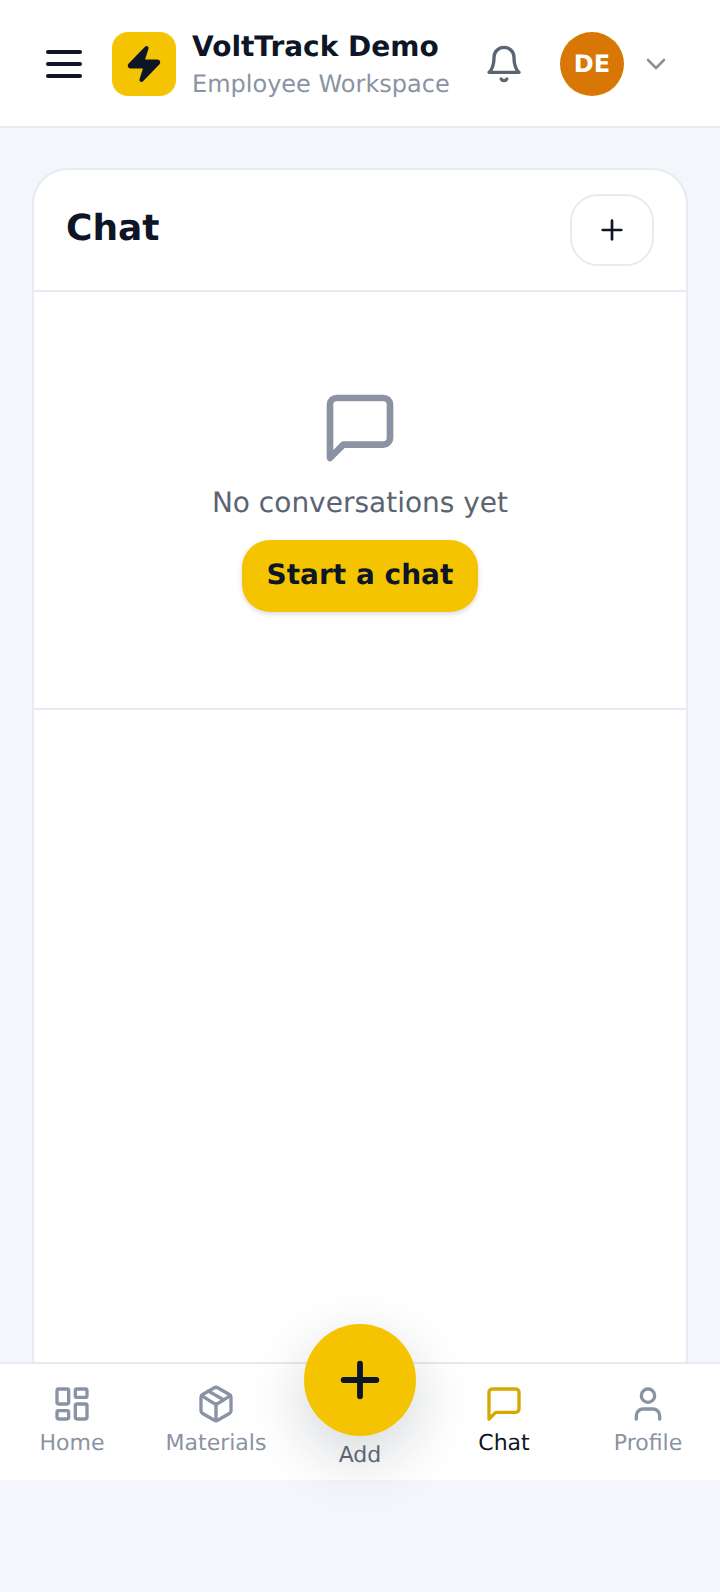 VoltTrack Demo
Employee Workspace
DE
Chat
No conversations yet
Start a chat
Home
Materials
Add
Chat
Profile